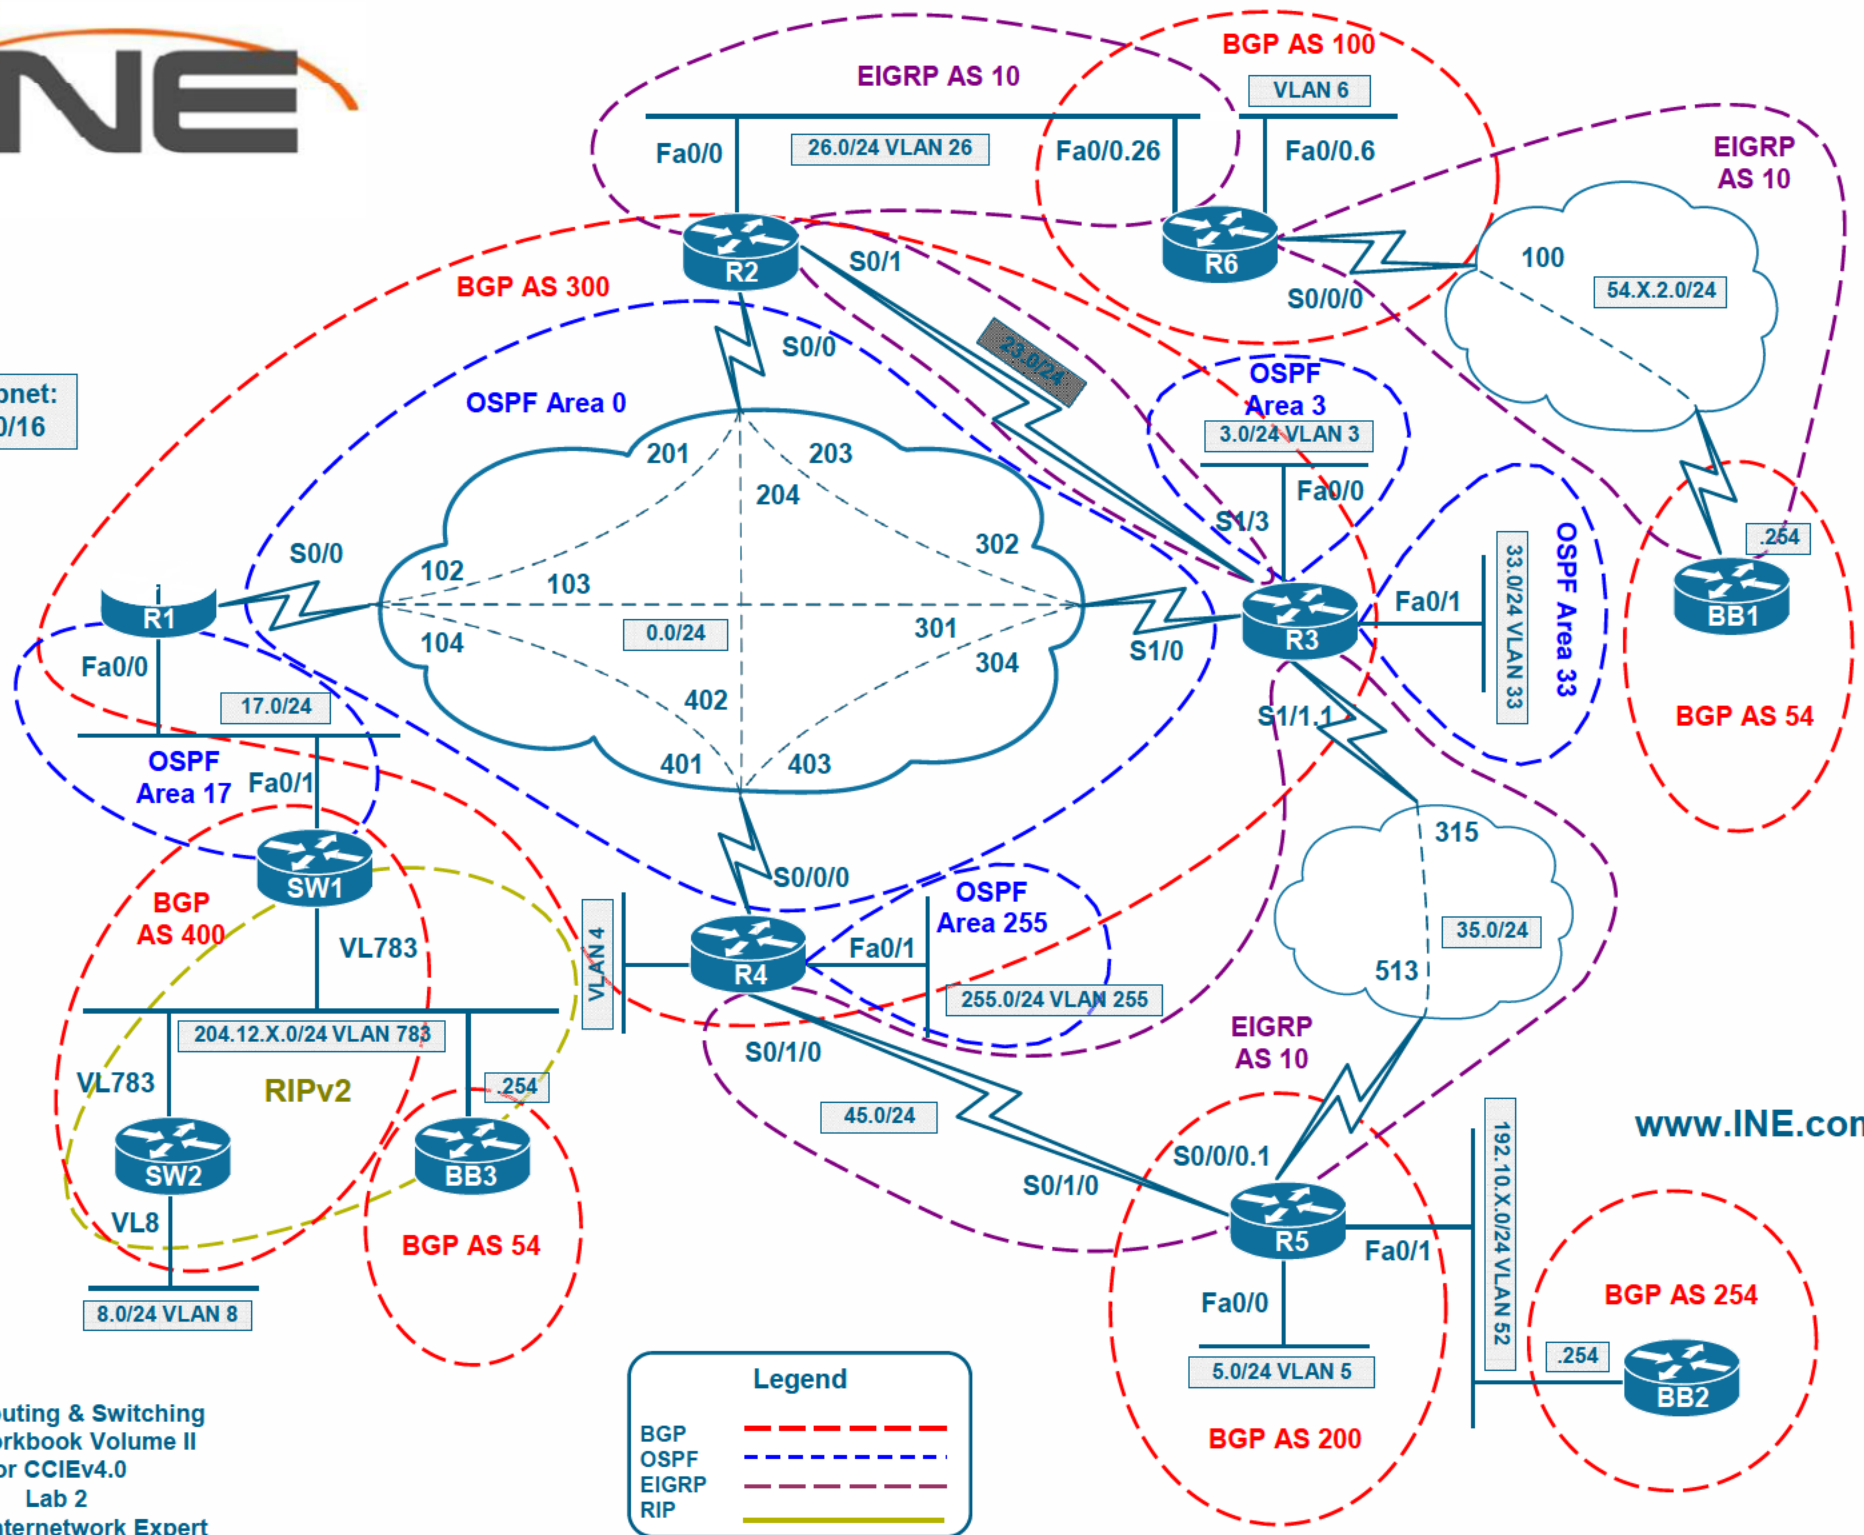 NE
BGP AS 100
EIGRP AS 10
VLAN 6
Fa0/0
26.0/24 VLAN 26
Fa0/0.26
Fa0/0.6
EIGRP
AS 10
R2
S0/1
R6
100
54.X.2.0/24
S0/0/0
BGP AS 300
S0/0
23.0/24
OSPF
Area 3
3.0/24 VLAN 3
OSPF Area 0
0/16
201
203
204
Fa0/0
S1/3
302
S0/0
102
103
33.0/24 VLAN 33
OSPF Area 33
.254
BB1
R1
Fa0/1
R3
104
0.0/24
301
304
S1/0
Fa0/0
17.0/24
402
S1/1.1
BGP AS 54
OSPF
Area 17
Fa0/1
401
403
315
SW1
S0/0/0
OSPF
Area 255
BGP
AS 400
VL783
VLAN 4
R4
Fa0/1
35.0/24
513
255.0/24 VLAN 255
204.12.X.0/24 VLAN 783
S0/1/0
EIGRP
AS 10
VL783
RIPv2
.254
45.0/24
www.INE.com
SW2
BB3
S0/0/0.1
S0/1/0
192.10.X.0/24 VLAN 52
VL8
BGP AS 54
R5
Fa0/1
8.0/24 VLAN 8
Fa0/0
BGP AS 254
.254
5.0/24 VLAN 5
BB2
BGP AS 200
Legend
BGP
OSPF
EIGRP
RIP
uting & Switching
rkbook Volume II
or CCIEv4.0
Lab 2
nternetwork Expert